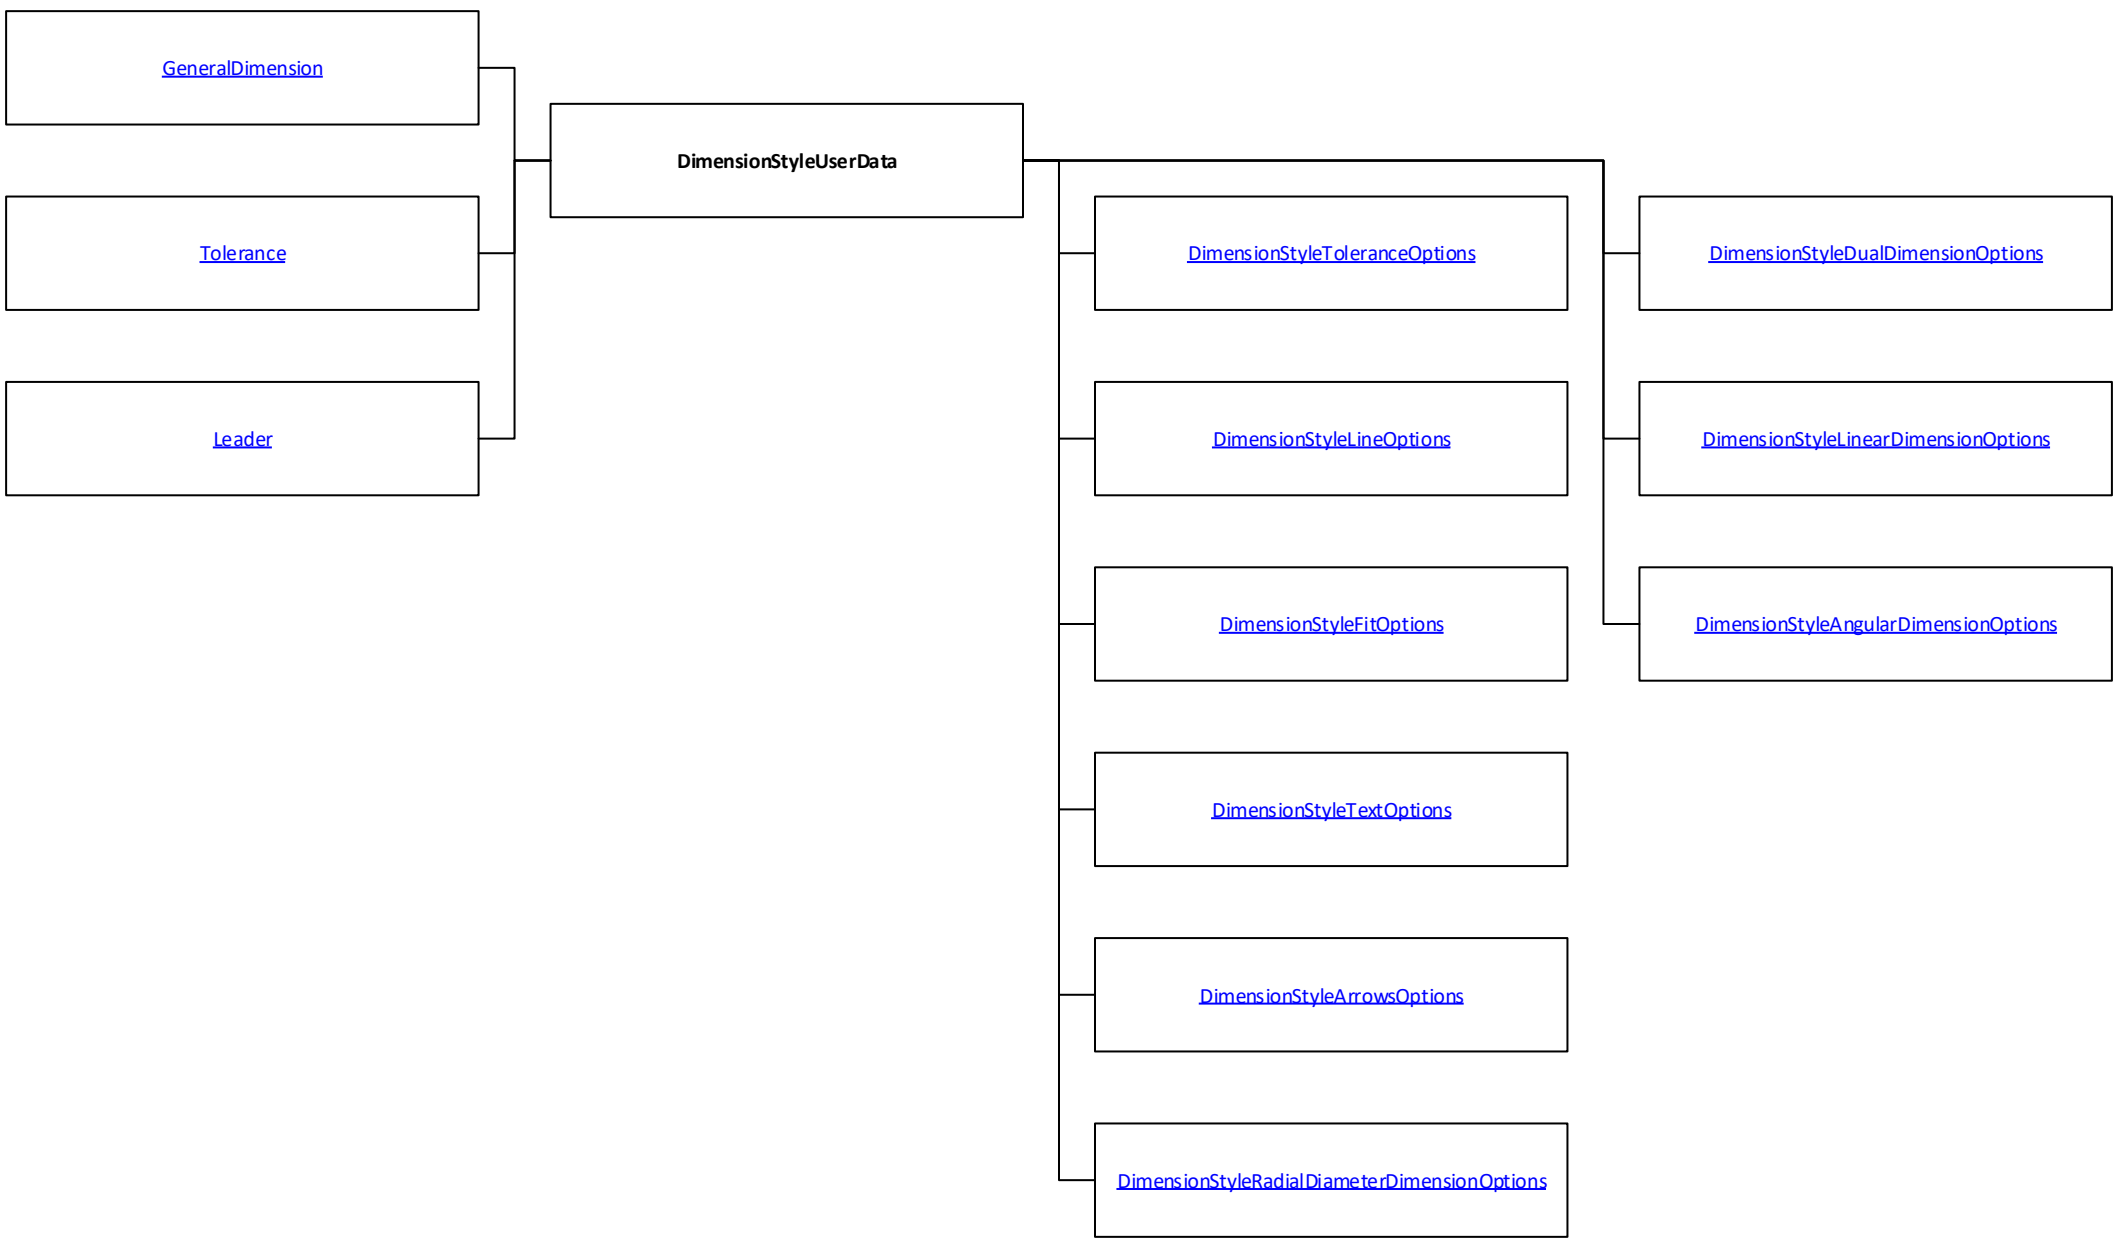 GeneralDimension
Tolerance
Leader
DimensionStyleUserData
DimensionStyleToleranceOptions
DimensionStyleLineOptions
DimensionStyleFitOptions
DimensionStyleTextOptions
DimensionStyleArrowsOptions
DimensionStyleRadialDiameterDimensionOptions
DimensionStyleDualDimensionOptions
DimensionStyleLinearDimensionOptions
DimensionStyleAngularDimensionOptions